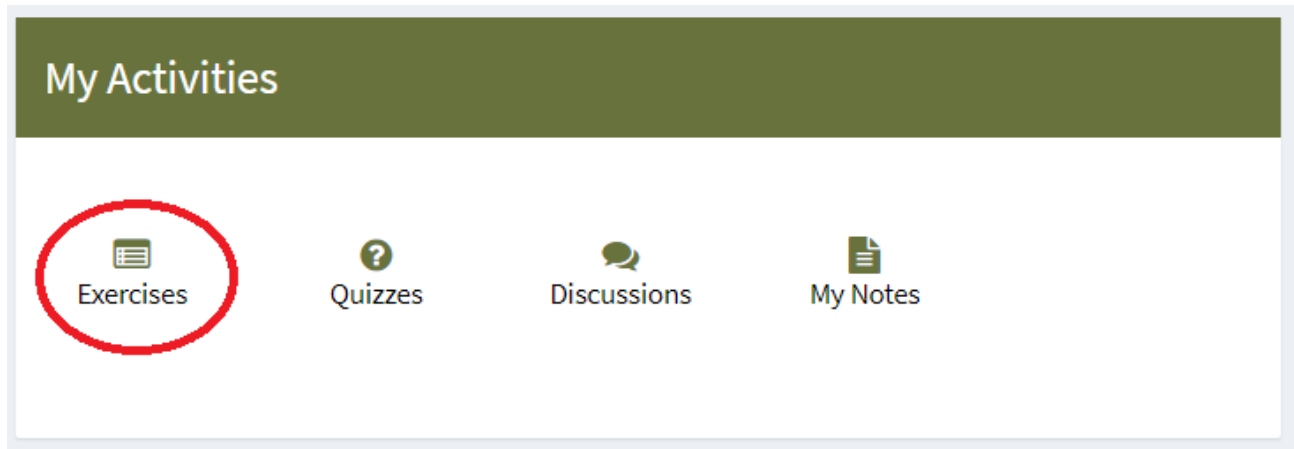 My Activities
Exercises
Quizzes
Discussions
My Notes